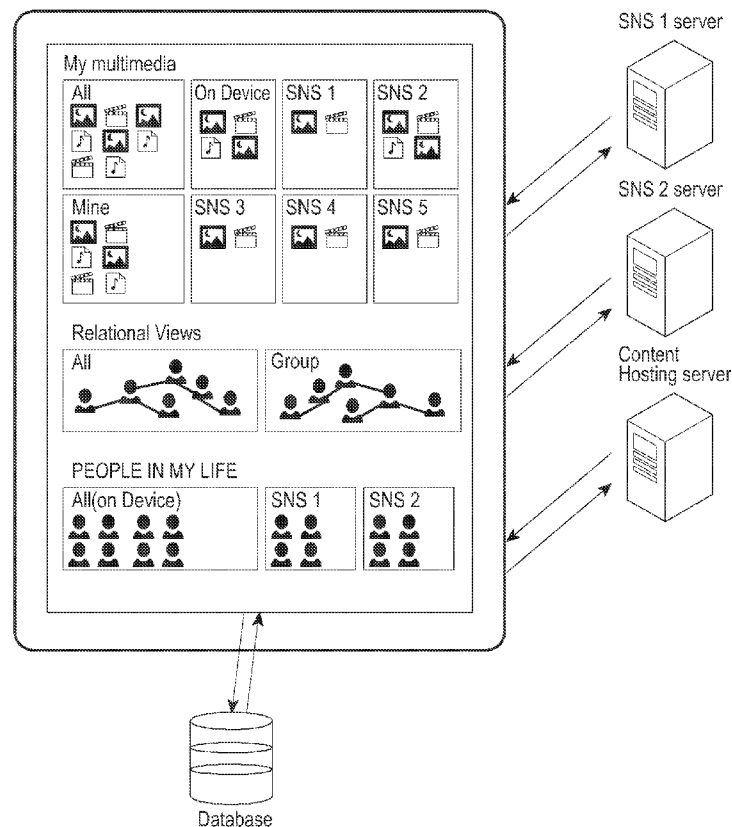 My multimedia
All
On Device
SNS 1
SNS 2
Mine
SNS 3
SNS 4
SNS 5
Relational Views
All
Group
PEOPLE IN MY LIFE
All(on Device)
SNS 1
SNS 2
SNS 1 server
SNS 2 server
Content
Hosting server
Database